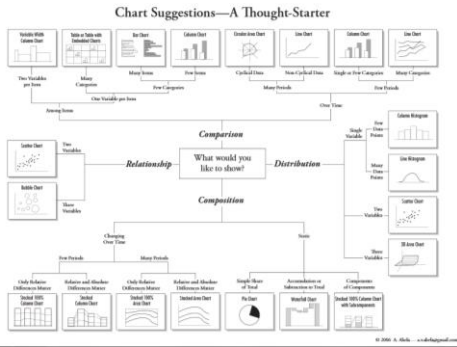 Chart Suggestions—A Thought-Starter
Variable Width Column Chart
Table or Table with Embedded Charts
Bar Chart
Column Chart
Circular Area Chart
Line Chart
Column Chart
Line Chart
Two Variables per Item
Many Categories
Many Items
Few Items
Cyclical Data
Non-Cyclical Data
Single or Few Categories
Many Categories
Few Categories
Many Periods
Few Periods
One Variable per Item
Among Items
Over Time
Comparison
What would you like to show?
Relationship
Distribution
Composition
Scatter Chart
Two Variables
Bubble Chart
Three Variables
Single Variable
Few Data Points
Column Histogram
Many Data Points
Line Histogram
Two Variables
Scatter Chart
Three Variables
3D Area Chart
Changing Over Time
Static
Few Periods
Many Periods
Only Relative Differences Matter
Relative and Absolute Differences Matter
Only Relative Differences Matter
Relative and Absolute Differences Matter
Simple Share of Total
Accumulation or Subtraction to Total
Components of Components
Stacked 100% Column Chart
Stacked Column Chart
Stacked 100% Area Chart
Stacked Area Chart
Pie Chart
Waterfall Chart
Stacked 100% Column Chart with Subcomponents
© 2006 A. Abela